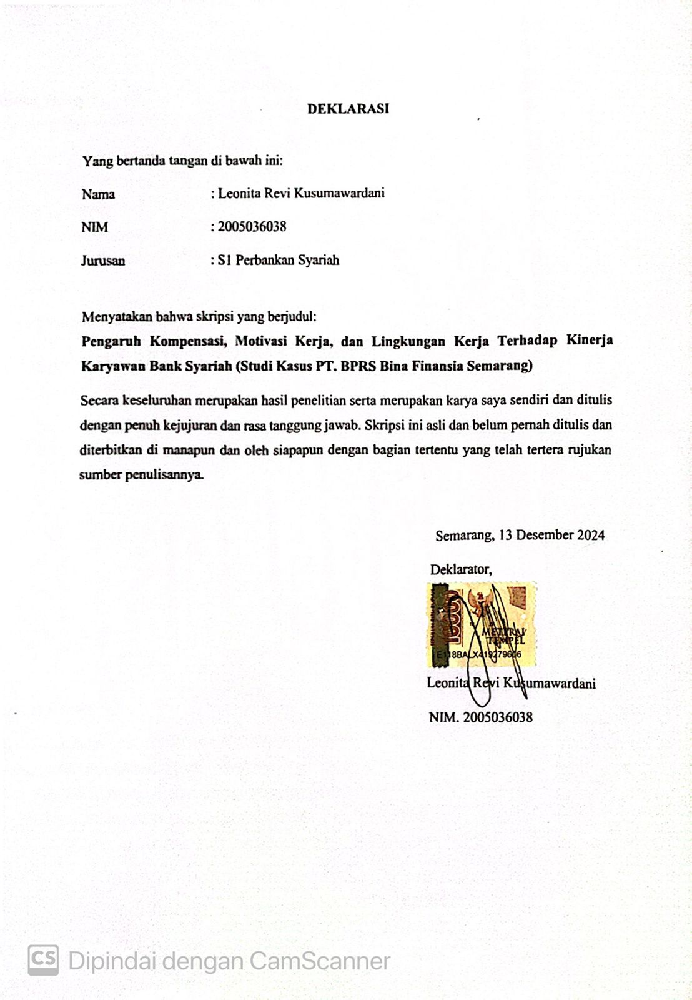 DEKLARASI
Yang bertanda tangan di bawah ini:
Nama : Leonita Revi Kusumawardani
NIM : 2005036038
Jurusan : S1 Perbankan Syariah
Menyatakan bahwa skripsi yang berjudul:
Pengaruh Kompensasi, Motivasi Kerja, dan Lingkungan Kerja Terhadap Kinerja
Karyawan Bank Syariah (Studi Kasus PT. BPRS Bina Finansia Semarang)
Secara keseluruhan merupakan hasil penelitian serta merupakan karya saya sendiri dan ditulis
dengan penuh kejujuran dan rasa tanggung jawab. Skripsi ini asli dan belum pernah ditulis dan
diterbitkan di manapun dan oleh siapapun dengan bagian tertentu yang telah tertera rujukan
sumber penulisannya.
Semarang, 13 Desember 2024
Deklarator,
10000
METERAI
TEMPEL
Leonita Revi Kusumawardani
NIM. 2005036038
CS Dipindai dengan CamScanner